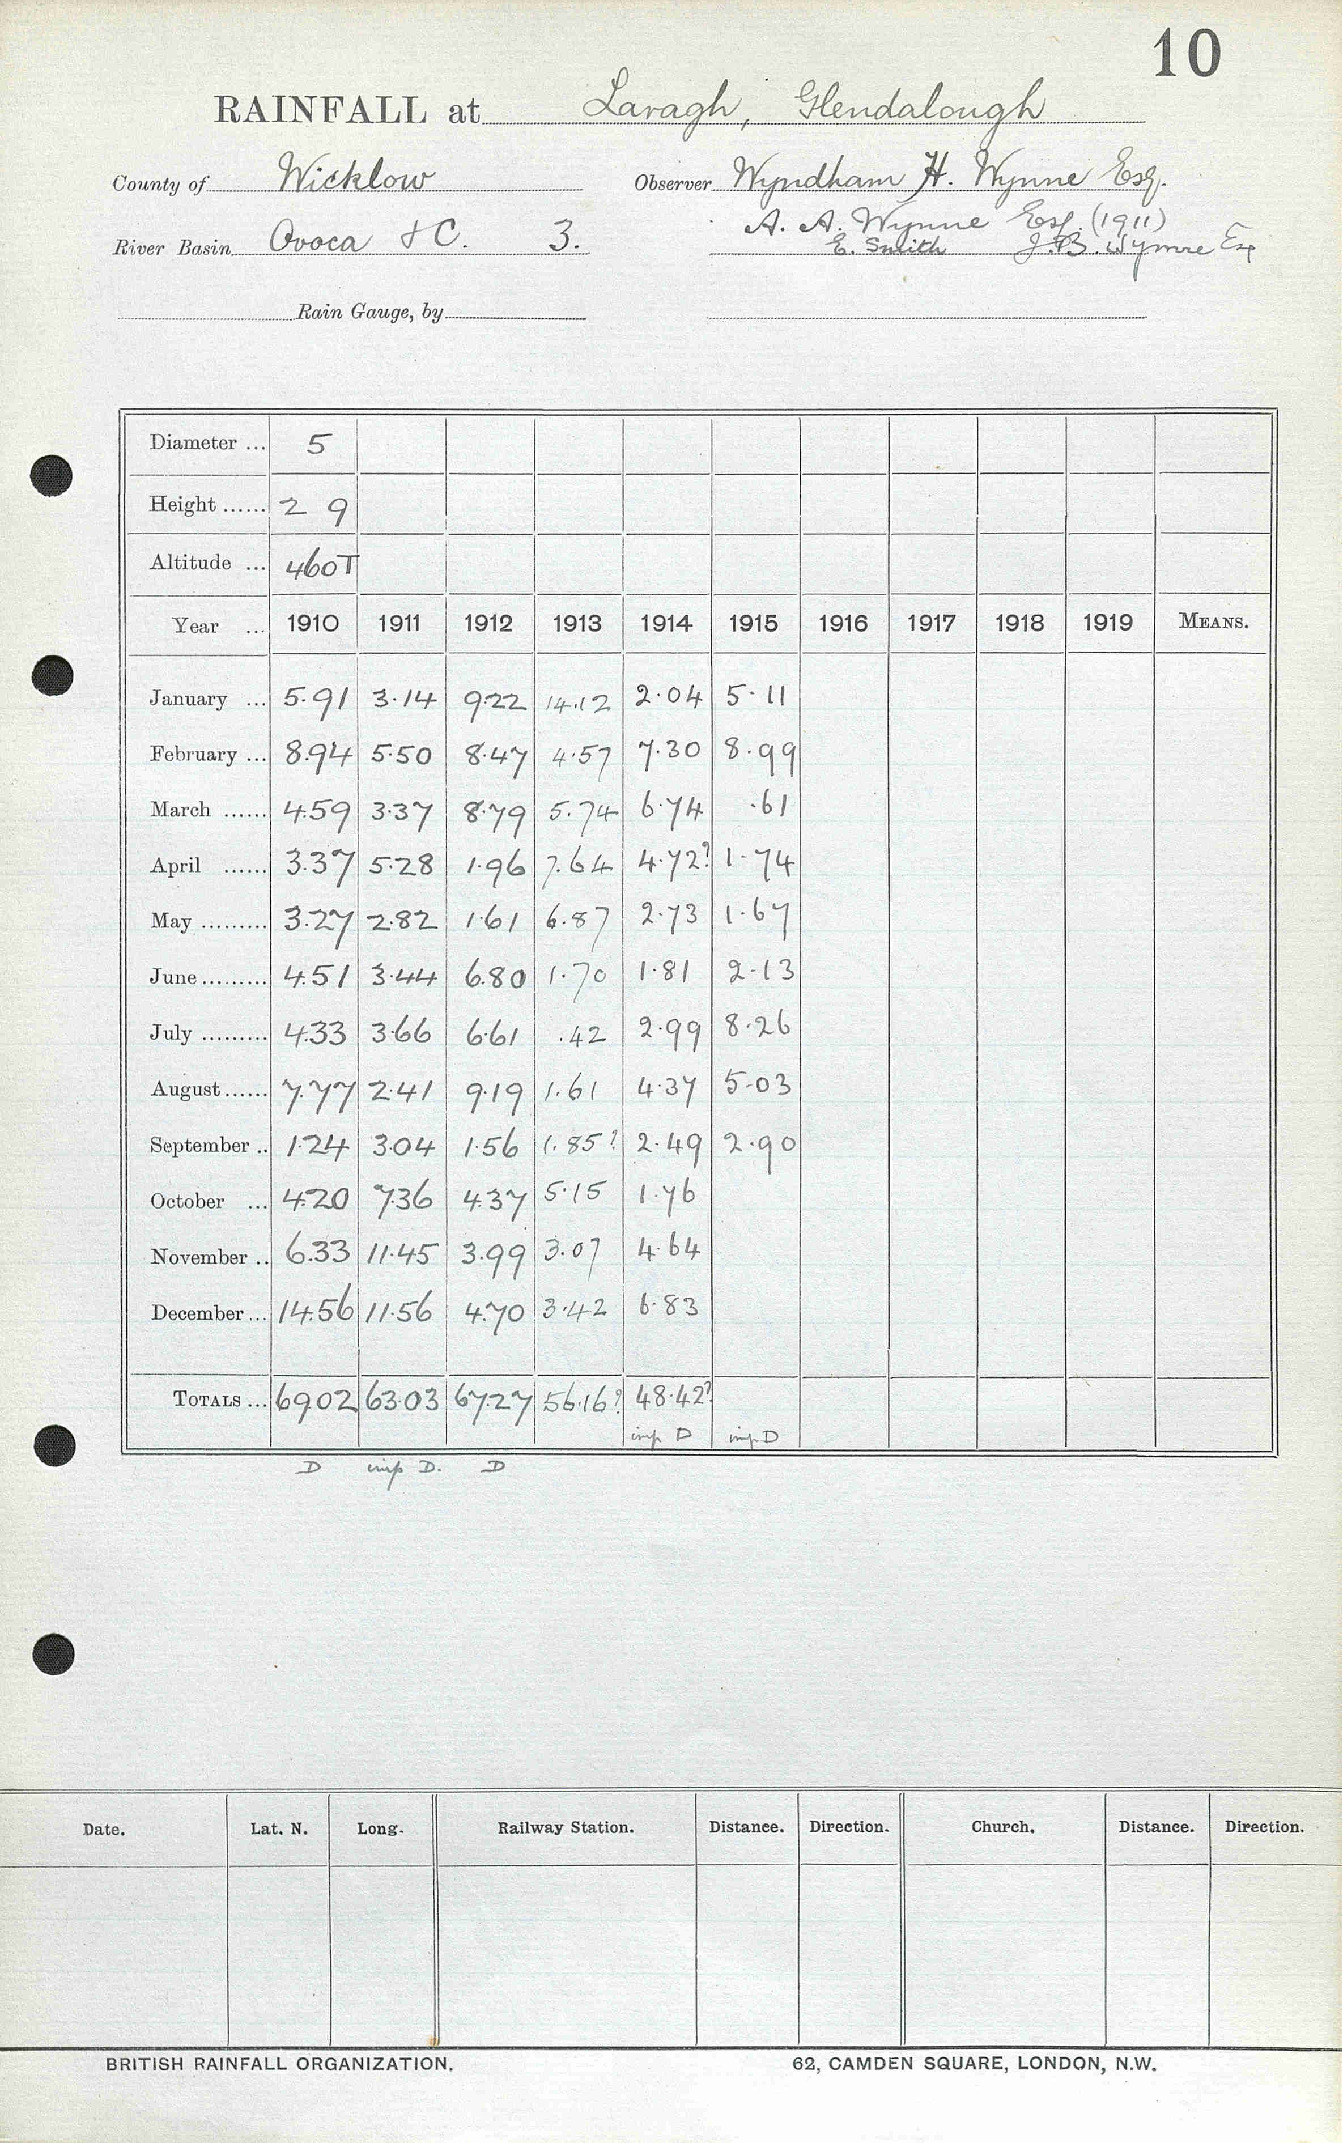 10
RAINFALL at Laragh, Glendalough
County of Wicklow Observer Wyndham H. Wynne Esq.
A. A. Wynne Esq. (1911)
River Basin Ovoca &C. 3. E. Smith J.B. Wynne Esq
Rain Gauge, by
Diameter ... 5
Height ...... 2 9
Altitude ... 460T
Year ... 1910 1911 1912 1913 1914 1915 1916 1917 1918 1919 MEANS.
January ... 5.91 3.14 9.22 14.12 2.04 5.11
February ... 8.94 5.50 8.47 4.57 7.30 8.99
March ...... 4.59 3.37 8.79 5.74 6.74 .61
April ...... 3.37 5.28 1.96 7.64 4.72? 1.74
May ......... 3.27 2.82 1.61 6.87 2.73 1.67
June ......... 4.51 3.44 6.80 1.70 1.81 2.13
July ......... 4.33 3.66 6.61 .42 2.99 8.26
August ...... 7.77 2.41 9.19 1.61 4.37 5.03
September .. 1.24 3.04 1.56 1.85? 2.49 2.90
October ... 4.20 7.36 4.37 5.15 1.76
November .. 6.33 11.45 3.99 3.07 4.64
December ... 14.56 11.56 4.70 3.42 6.83
TOTALS ... 69.02 63.03 67.27 56.16? 48.42?
imp D imp D
D imp D. D
Date. Lat. N. Long. Railway Station. Distance. Direction. Church. Distance. Direction.
BRITISH RAINFALL ORGANIZATION. 62, CAMDEN SQUARE, LONDON, N.W.